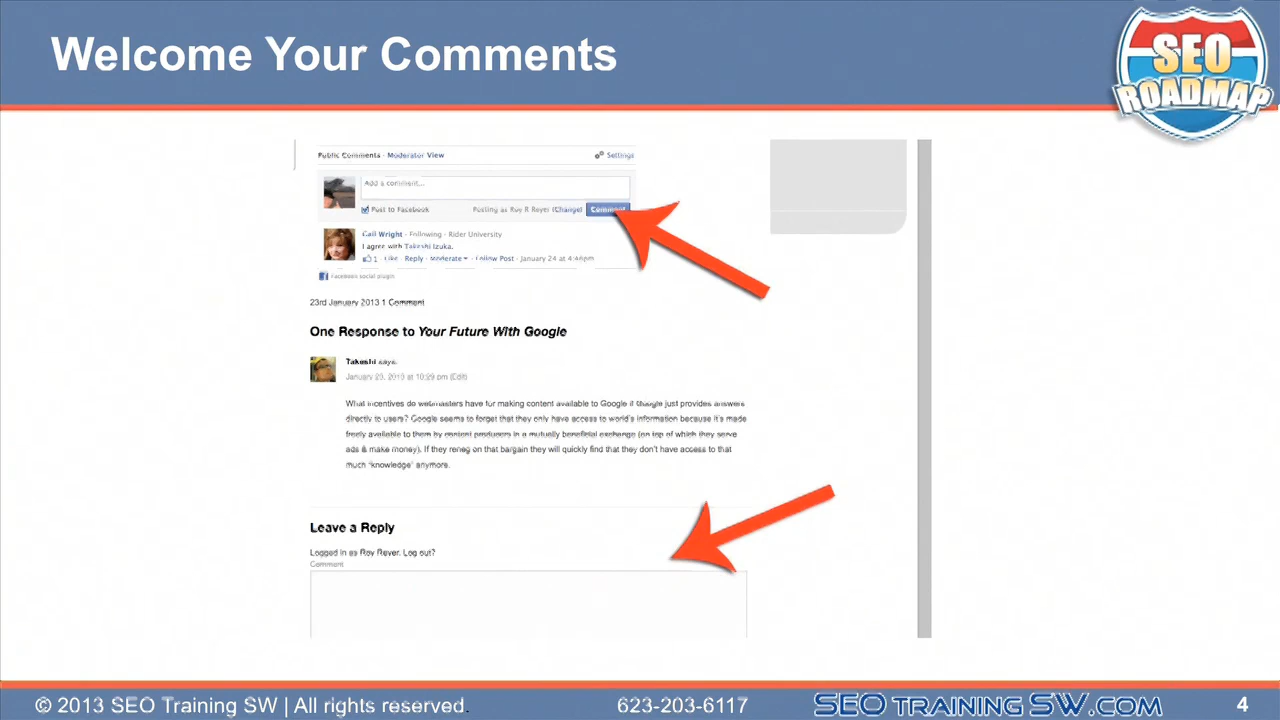 Welcome Your Comments
SEO
ROADMAP
Public Comments · Moderator View
Settings
Add a comment...
Post to Facebook
Posting as Roy R Reyer (Change)
Comment
Gail Wright · Following · Rider University
I agree with Takeshi Izuka.
1 · Like · Reply · Moderate · Follow Post · January 24 at 4:46pm
Facebook social plugin
23rd January 2013 1 Comment
One Response to Your Future With Google
Takeshi says:
January 23, 2013 at 10:29 pm (Edit)
What incentives do webmasters have for making content available to Google if Google just provides answers
directly to users? Google seems to forget that they only have access to world's information because it's made
freely available to them by content producers in a mutually beneficial exchange (on top of which they serve
ads & make money). If they reneg on that bargain they will quickly find that they don't have access to that
much "knowledge" anymore.
Leave a Reply
Logged in as Roy Reyer. Log out?
Comment
© 2013 SEO Training SW | All rights reserved.
623-203-6117
SEO TRAINING SW.COM
4